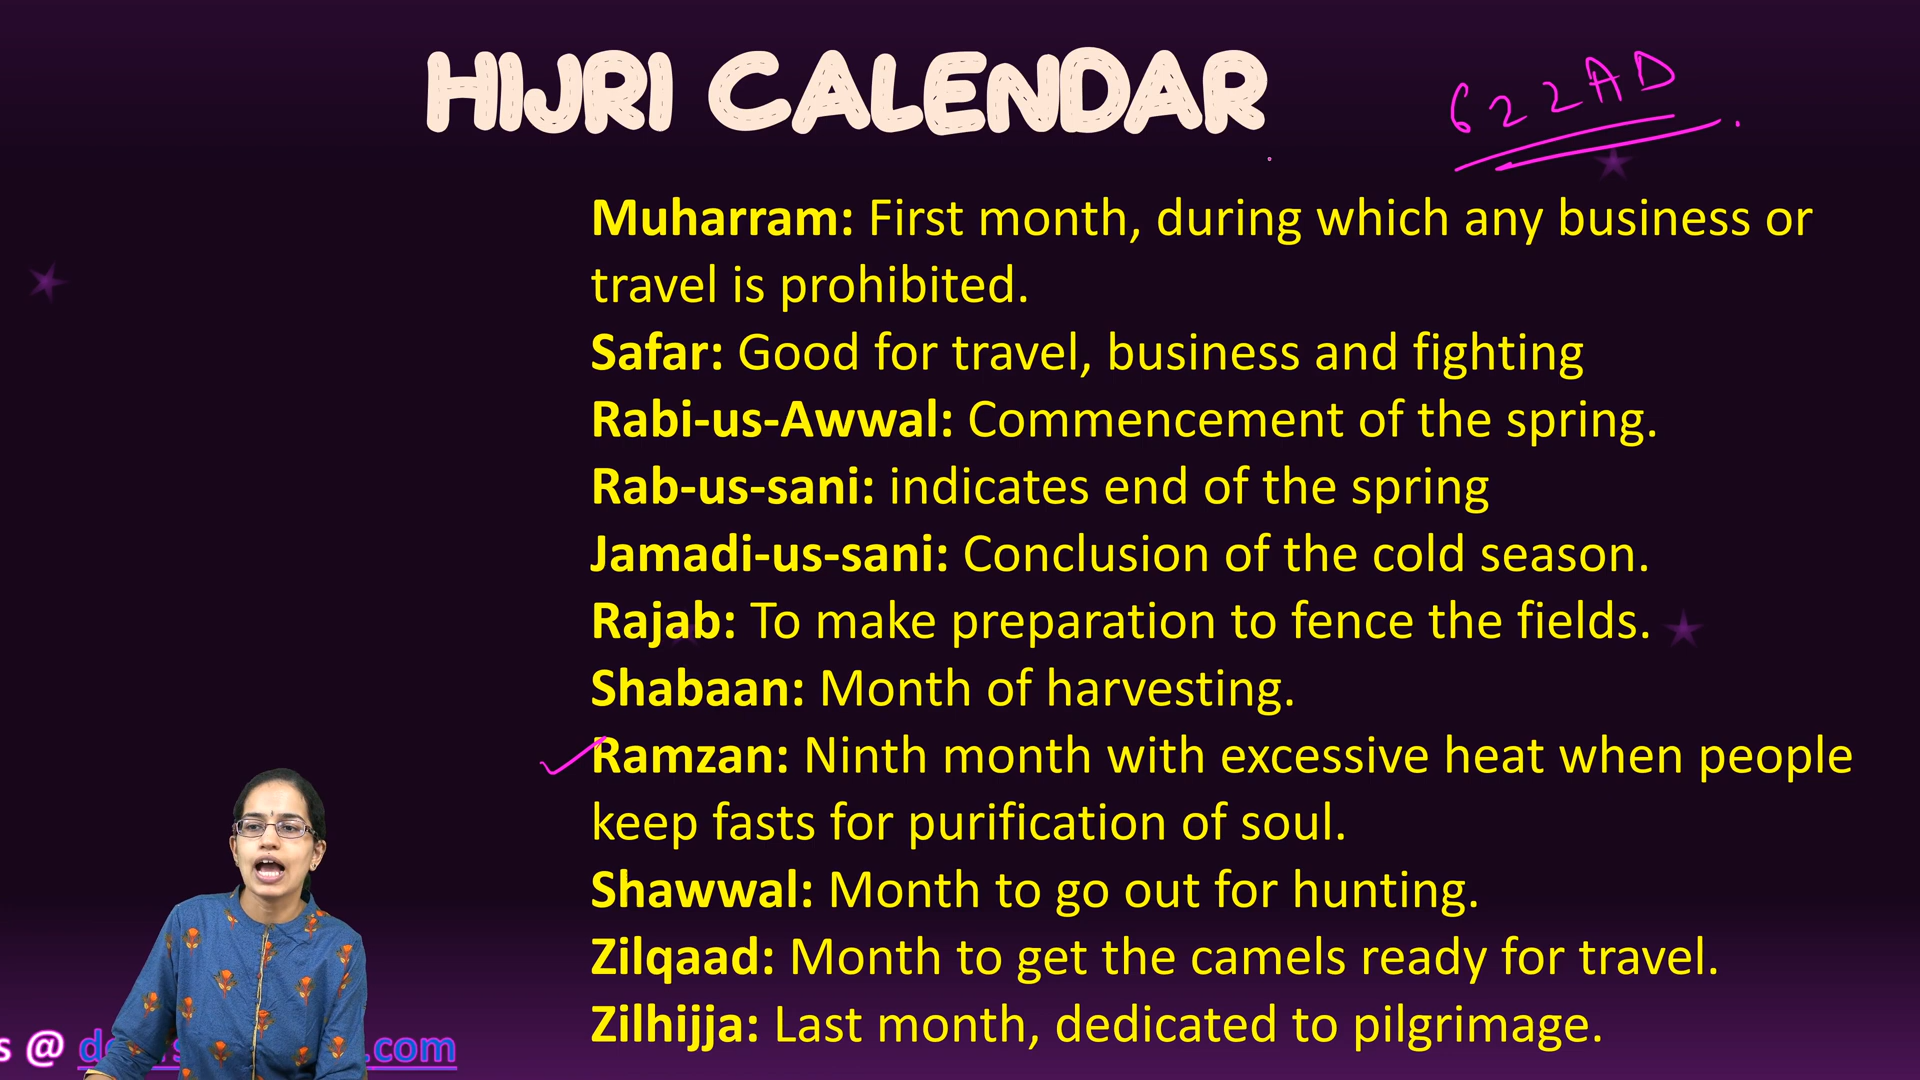 HIJRI CALENDAR
622AD.
Muharram: First month, during which any business or
travel is prohibited.
Safar: Good for travel, business and fighting
Rabi-us-Awwal: Commencement of the spring.
Rab-us-sani: indicates end of the spring
Jamadi-us-sani: Conclusion of the cold season.
Rajab: To make preparation to fence the fields.
Shabaan: Month of harvesting.
Ramzan: Ninth month with excessive heat when people
keep fasts for purification of soul.
Shawwal: Month to go out for hunting.
Zilqaad: Month to get the camels ready for travel.
Zilhijja: Last month, dedicated to pilgrimage.
s @ .com